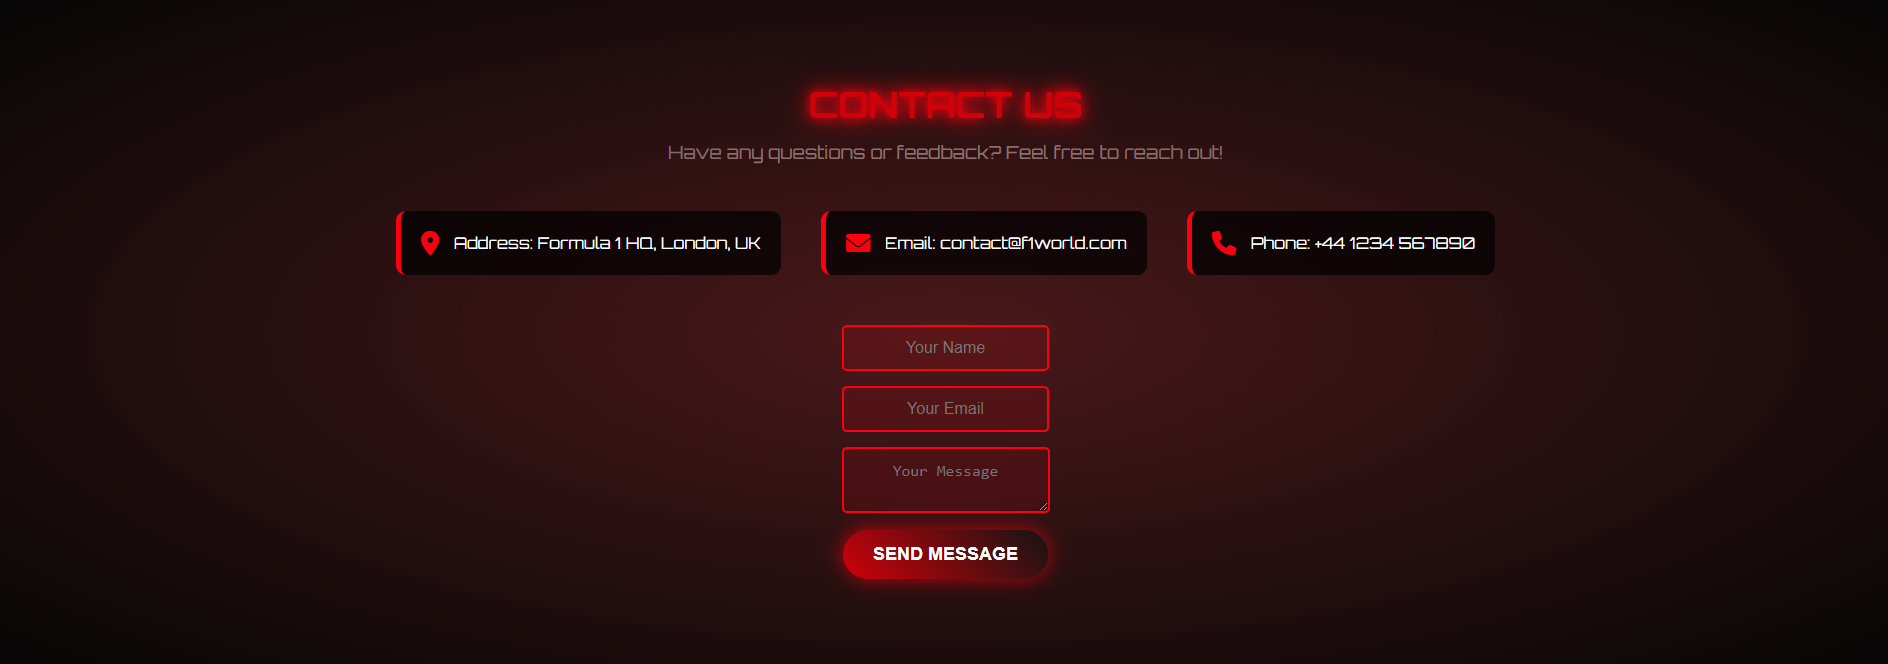 CONTACT US
Have any questions or feedback? Feel free to reach out!
Address: Formula 1 HQ, London, UK
Email: contact@f1world.com
Phone: +44 1234 567890
Your Name
Your Email
Your Message
SEND MESSAGE